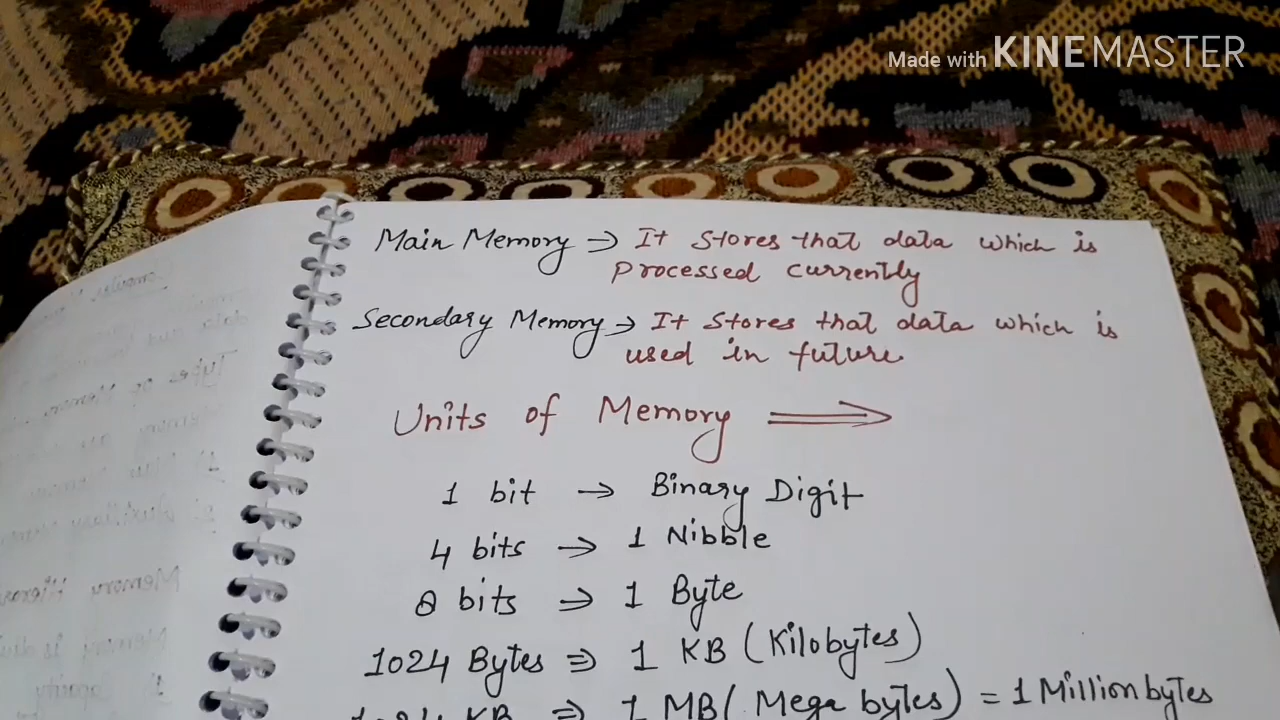 Made with KINEMASTER
Main Memory → It stores that data which is
processed currently
Secondary Memory → It stores that data which is
used in future
Units of Memory ⟹
1 bit → Binary Digit
4 bits → 1 Nibble
8 bits ⇒ 1 Byte
1024 Bytes ⇒ 1 KB (Kilobytes)
1024 KB ⇒ 1 MB (Mega bytes) = 1 Million bytes